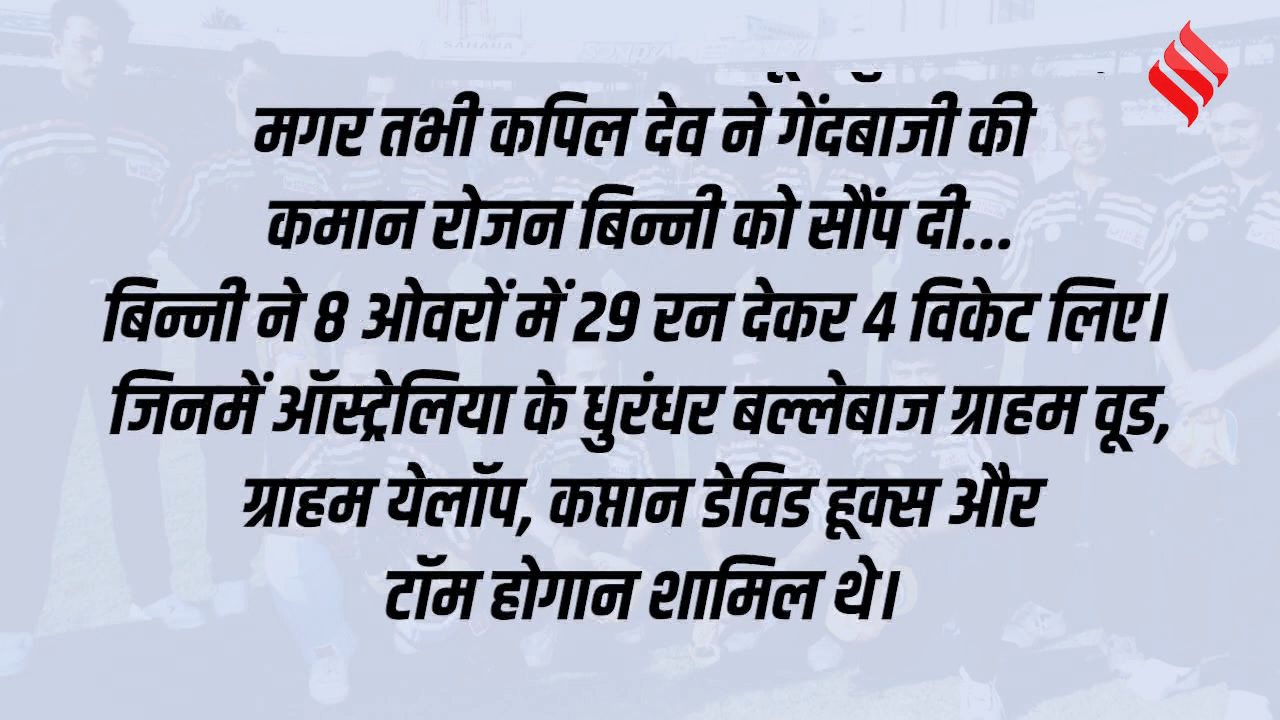 मगर तभी कपिल देव ने गेंदबाजी की
कमान रोजन बिन्नी को सौंप दी...
बिन्नी ने 8 ओवरों में 29 रन देकर 4 विकेट लिए।
जिनमें ऑस्ट्रेलिया के धुरंधर बल्लेबाज ग्राहम वूड,
ग्राहम येलॉप, कप्तान डेविड हूक्स और
टॉम होगान शामिल थे।